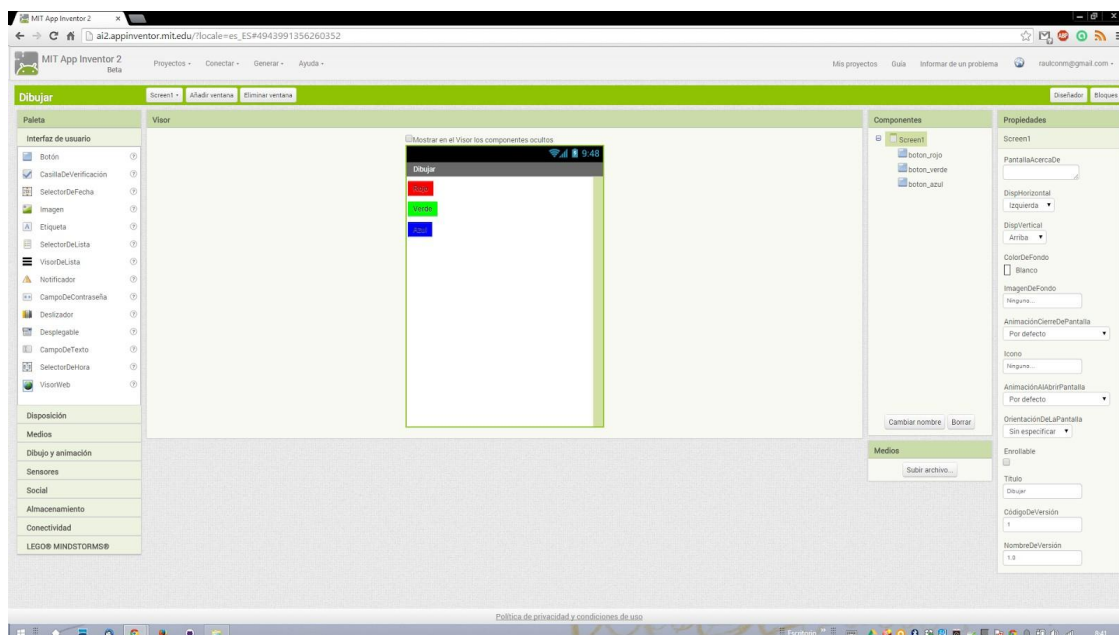 MIT App Inventor 2
ai2.appinventor.mit.edu/?locale=es_ES#4943991356260352
MIT App Inventor 2
Beta
Proyectos Conectar Generar Ayuda
Mis proyectos Guía Informar de un problema raulconm@gmail.com
Dibujar
Screen1 Añadir ventana Eliminar ventana
Diseñador Bloques
Paleta
Interfaz de usuario
Botón
CasillaDeVerificación
SelectorDeFecha
Imagen
Etiqueta
SelectorDeLista
VisorDeLista
Notificador
CampoDeContraseña
Deslizador
Desplegable
CampoDeTexto
SelectorDeHora
VisorWeb
Disposición
Medios
Dibujo y animación
Sensores
Social
Almacenamiento
Conectividad
LEGO® MINDSTORMS®
Visor
Mostrar en el Visor los componentes ocultos
9:48
Dibujar
Rojo
Verde
Azul
Componentes
Screen1
boton_rojo
boton_verde
boton_azul
Cambiar nombre Borrar
Medios
Subir archivo...
Propiedades
Screen1
PantallaAcercaDe
DispHorizontal
Izquierda
DispVertical
Arriba
ColorDeFondo
Blanco
ImagenDeFondo
Ninguno...
AnimaciónCierreDePantalla
Por defecto
Icono
Ninguno...
AnimaciónAlAbrirPantalla
Por defecto
OrientaciónDeLaPantalla
Sin especificar
Enrollable
Título
Dibujar
CódigoDeVersión
1
NombreDeVersión
1.0
Política de privacidad y condiciones de uso
Escritorio